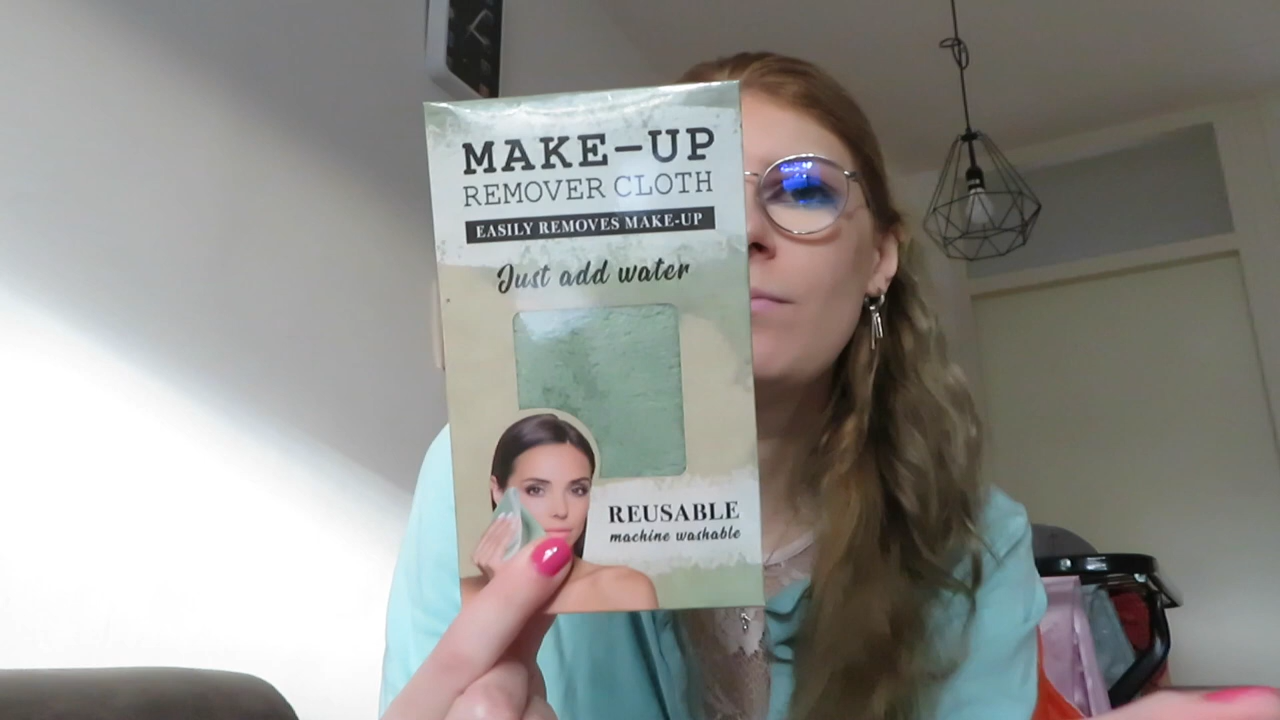 MAKE-UP
REMOVER CLOTH
EASILY REMOVES MAKE-UP
Just add water
REUSABLE
machine washable